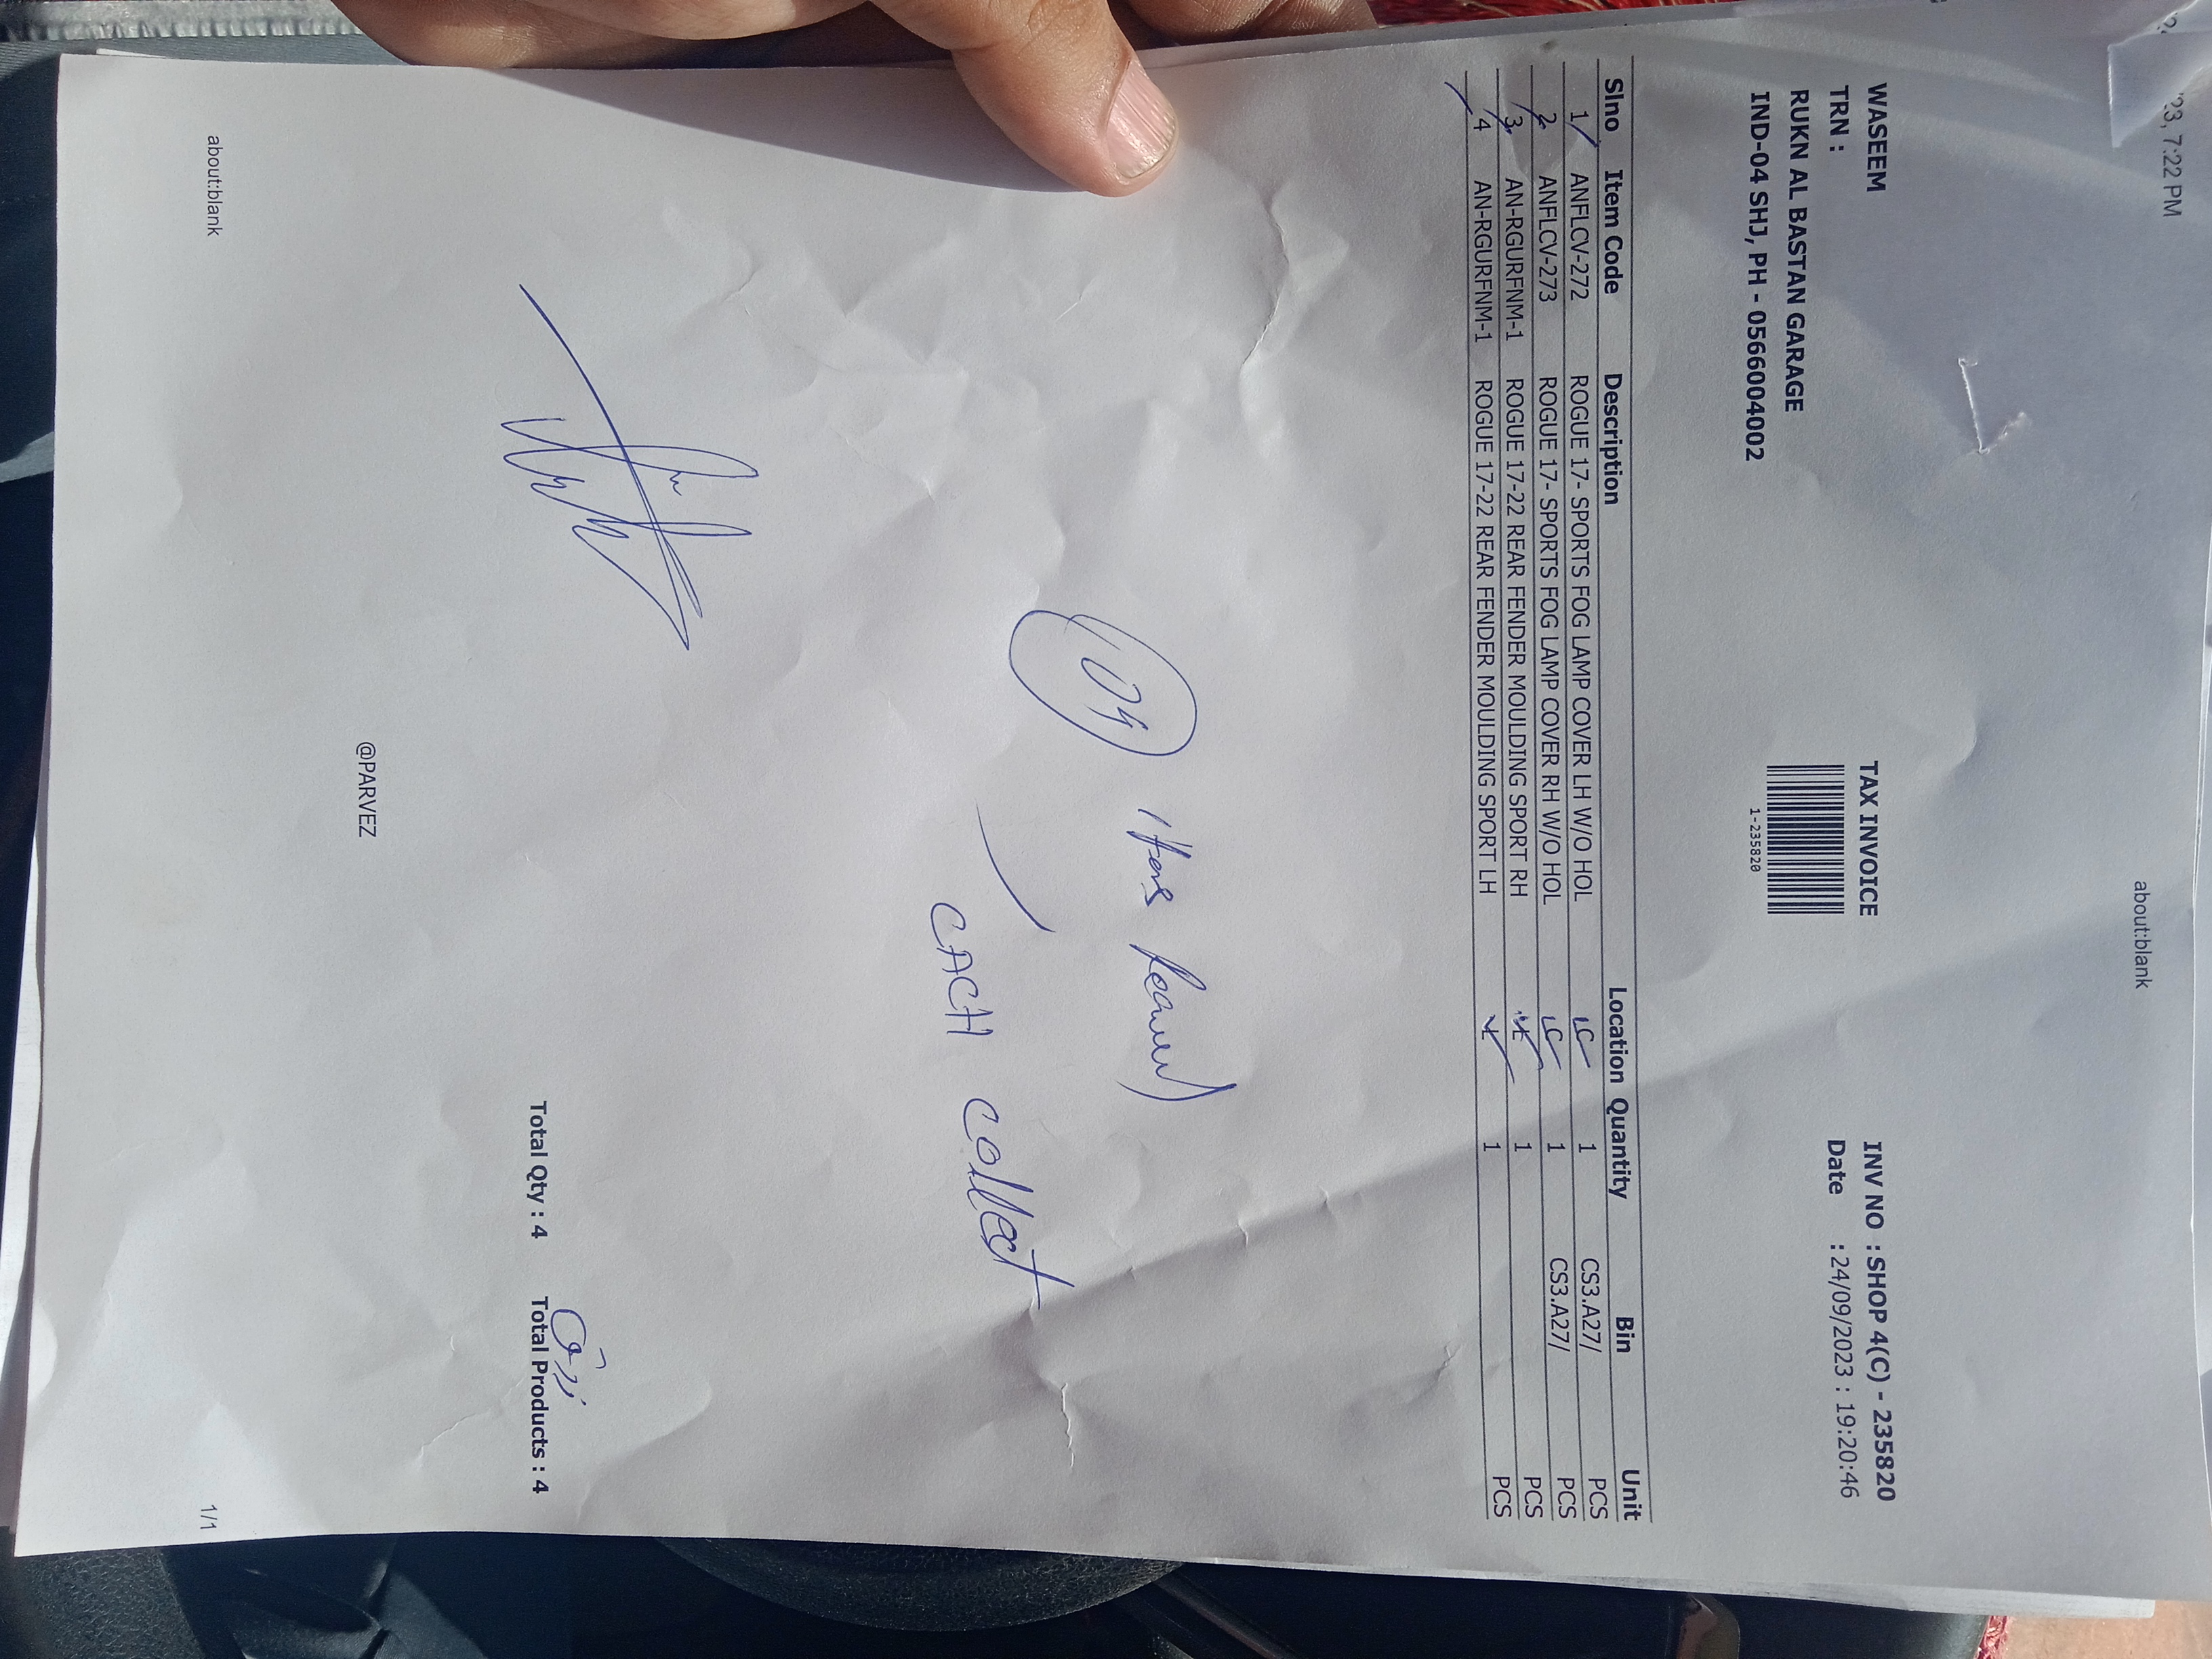 23, 7:22 PM about:blank
WASEEM TAX INVOICE INV NO : SHOP 4(C) - 235820
TRN : Date : 24/09/2023 : 19:20:46
RUKN AL BASTAN GARAGE
IND-04 SHJ, PH - 0566004002 1-235820
Slno Item Code Description Location Quantity Bin Unit
1 ANFLCV-272 ROGUE 17- SPORTS FOG LAMP COVER LH W/O HOL 1 CS3.A27/ PCS
2 ANFLCV-273 ROGUE 17- SPORTS FOG LAMP COVER RH W/O HOL 1 CS3.A27/ PCS
3 AN-RGURFNM-1 ROGUE 17-22 REAR FENDER MOULDING SPORT RH 1 PCS
4 AN-RGURFNM-1 ROGUE 17-22 REAR FENDER MOULDING SPORT LH 1 PCS
04
CACH collect
Total Qty : 4 Total Products : 4
@PARVEZ
about:blank 1/1